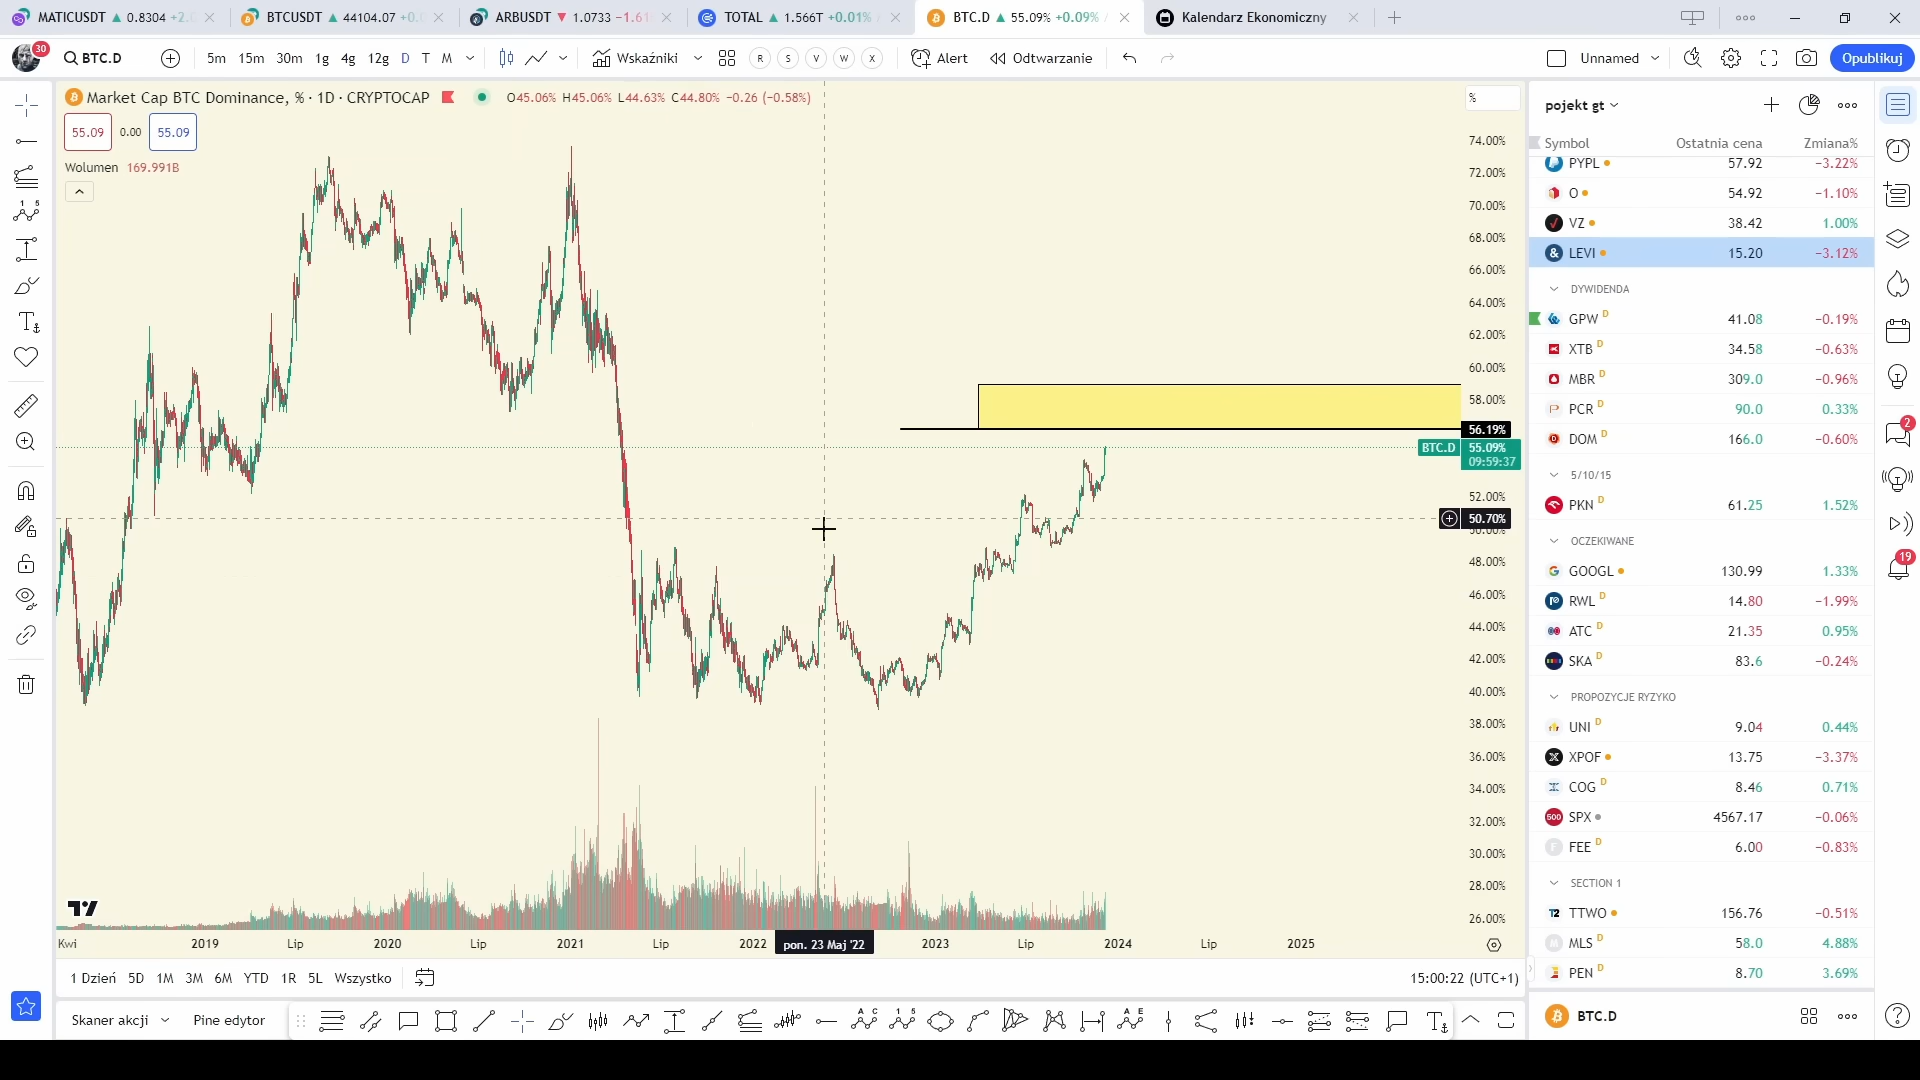 MATICUSDT ▲ 0.8304 +2.
BTCUSDT ▲ 44104.07 +0.
ARBUSDT ▼ 1.0733 −1.61
TOTAL ▲ 1.566T +0.01%
BTC.D ▲ 55.09% +0.09%
Kalendarz Ekonomiczny
30
BTC.D
5m 15m 30m 1g 4g 12g D T M
Wskaźniki
R S V W X
Alert
Odtwarzanie
Unnamed
Opublikuj
Market Cap BTC Dominance, % · 1D · CRYPTOCAP
O45.06% H45.06% L44.63% C44.80% −0.26 (−0.58%)
55.09 0.00 55.09
Wolumen 169.991B
%
74.00%
72.00%
70.00%
68.00%
66.00%
64.00%
62.00%
60.00%
58.00%
56.19%
BTC.D 55.09%
09:59:37
52.00%
50.70%
50.00%
48.00%
46.00%
44.00%
42.00%
40.00%
38.00%
36.00%
34.00%
32.00%
30.00%
28.00%
26.00%
Kwi 2019 Lip 2020 Lip 2021 Lip 2022 pon. 23 Maj '22 2023 Lip 2024 Lip 2025
1 Dzień 5D 1M 3M 6M YTD 1R 5L Wszystko
15:00:22 (UTC+1)
Skaner akcji
Pine edytor
pojekt gt
Symbol Ostatnia cena Zmiana%
PYPL 57.92 −3.22%
O 54.92 −1.10%
VZ 38.42 1.00%
LEVI 15.20 −3.12%
DYWIDENDA
GPW D 41.08 −0.19%
XTB D 34.58 −0.63%
MBR D 309.0 −0.96%
PCR D 90.0 0.33%
DOM D 166.0 −0.60%
5/10/15
PKN D 61.25 1.52%
OCZEKIWANE
GOOGL 130.99 1.33%
RWL D 14.80 −1.99%
ATC D 21.35 0.95%
SKA D 83.6 −0.24%
PROPOZYCJE RYZYKO
UNI D 9.04 0.44%
XPOF 13.75 −3.37%
COG D 8.46 0.71%
500 SPX 4567.17 −0.06%
F FEE D 6.00 −0.83%
SECTION 1
T2 TTWO 156.76 −0.51%
M MLS D 58.0 4.88%
PEN D 8.70 3.69%
BTC.D
2
19